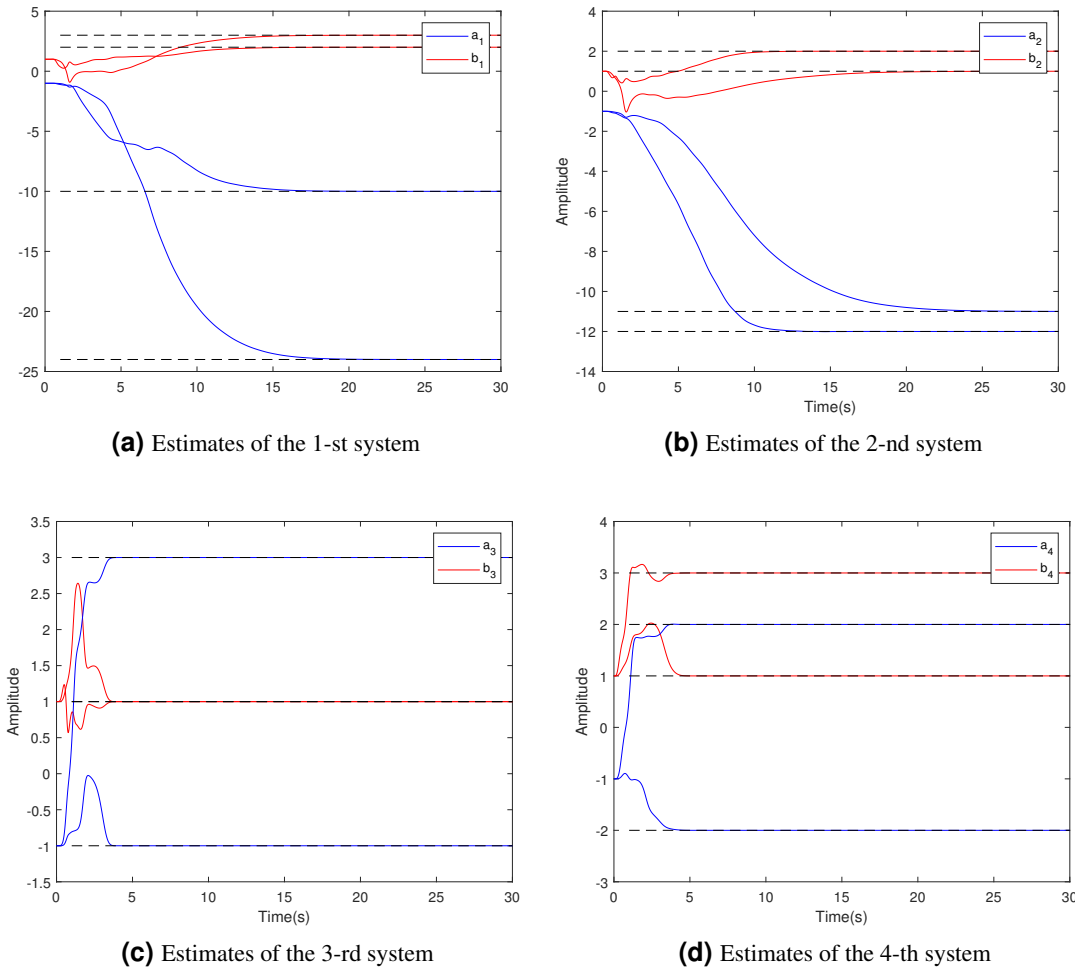 5
0
-5
-10
-15
-20
-25
0 5 10 15 20 25 30
a1
b1
(a) Estimates of the 1-st system
Amplitude
4
2
0
-2
-4
-6
-8
-10
-12
-14
0 5 10 15 20 25 30
Time(s)
a2
b2
(b) Estimates of the 2-nd system
Amplitude
3.5
3
2.5
2
1.5
1
0.5
0
-0.5
-1
-1.5
0 5 10 15 20 25 30
Time(s)
a3
b3
(c) Estimates of the 3-rd system
Amplitude
4
3
2
1
0
-1
-2
-3
0 5 10 15 20 25 30
Time(s)
a4
b4
(d) Estimates of the 4-th system